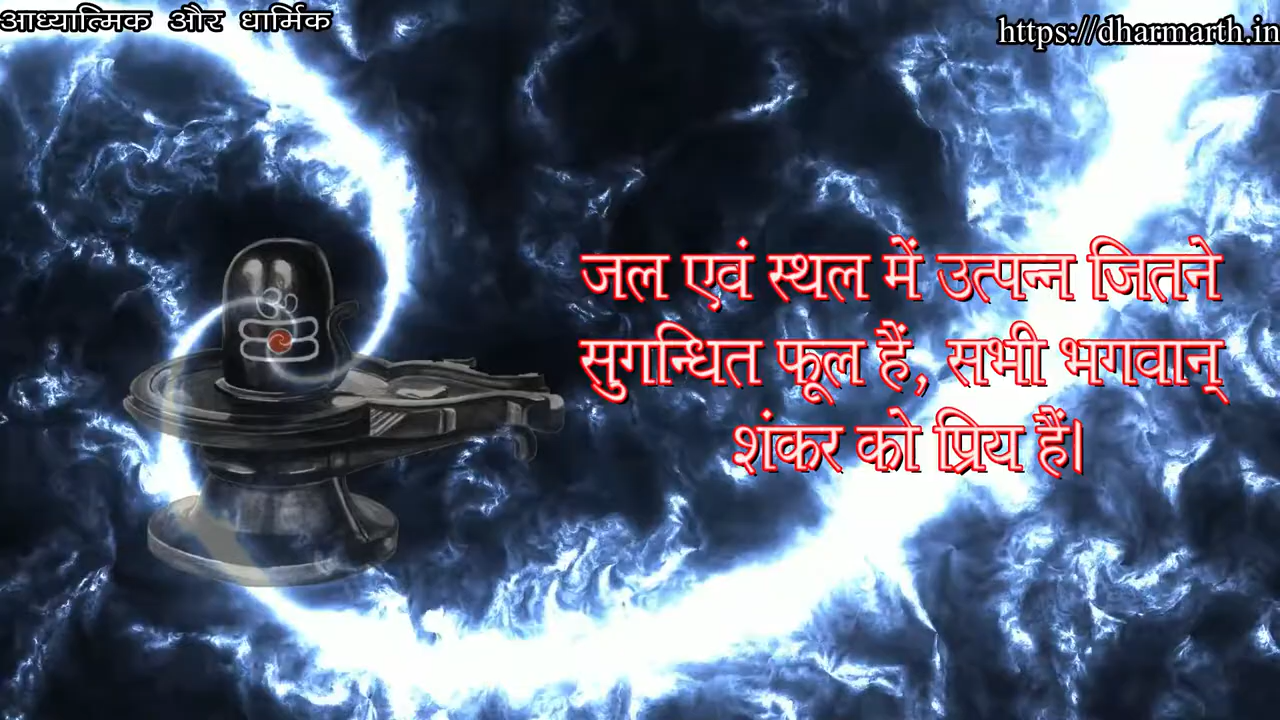 आध्यात्मिक और धार्मिक
https://dharmarth.in
जल एवं स्थल में उत्पन्न जितने
सुगन्धित फूल हैं, सभी भगवान्
शंकर को प्रिय हैं।